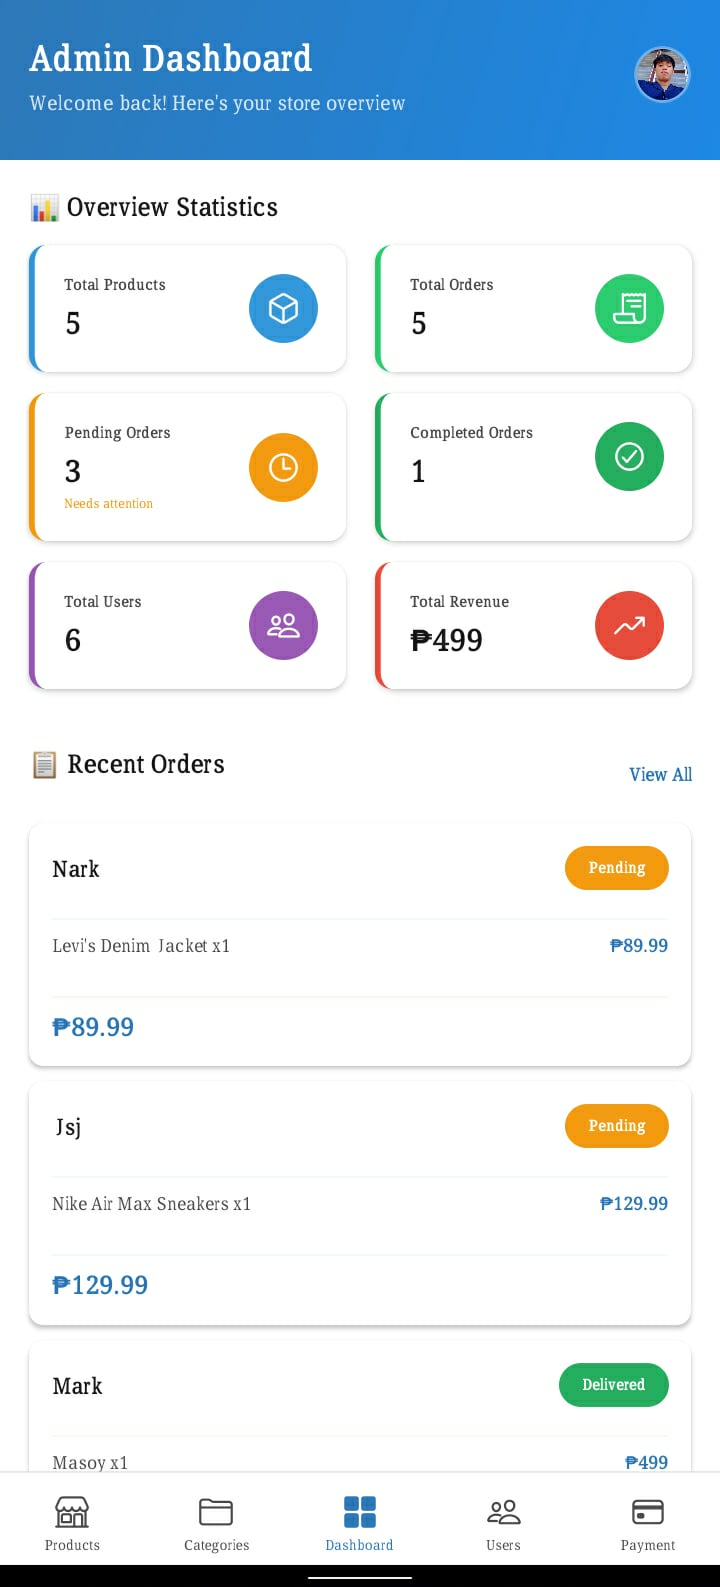 Admin Dashboard
Welcome back! Here's your store overview
📊 Overview Statistics
Total Products
5
Total Orders
5
Pending Orders
3
Needs attention
Completed Orders
1
Total Users
6
Total Revenue
₱499
📋 Recent Orders
View All
Nark
Pending
Levi's Denim Jacket x1
₱89.99
₱89.99
Jsj
Pending
Nike Air Max Sneakers x1
₱129.99
₱129.99
Mark
Delivered
Masoy x1
₱499
Products
Categories
Dashboard
Users
Payment